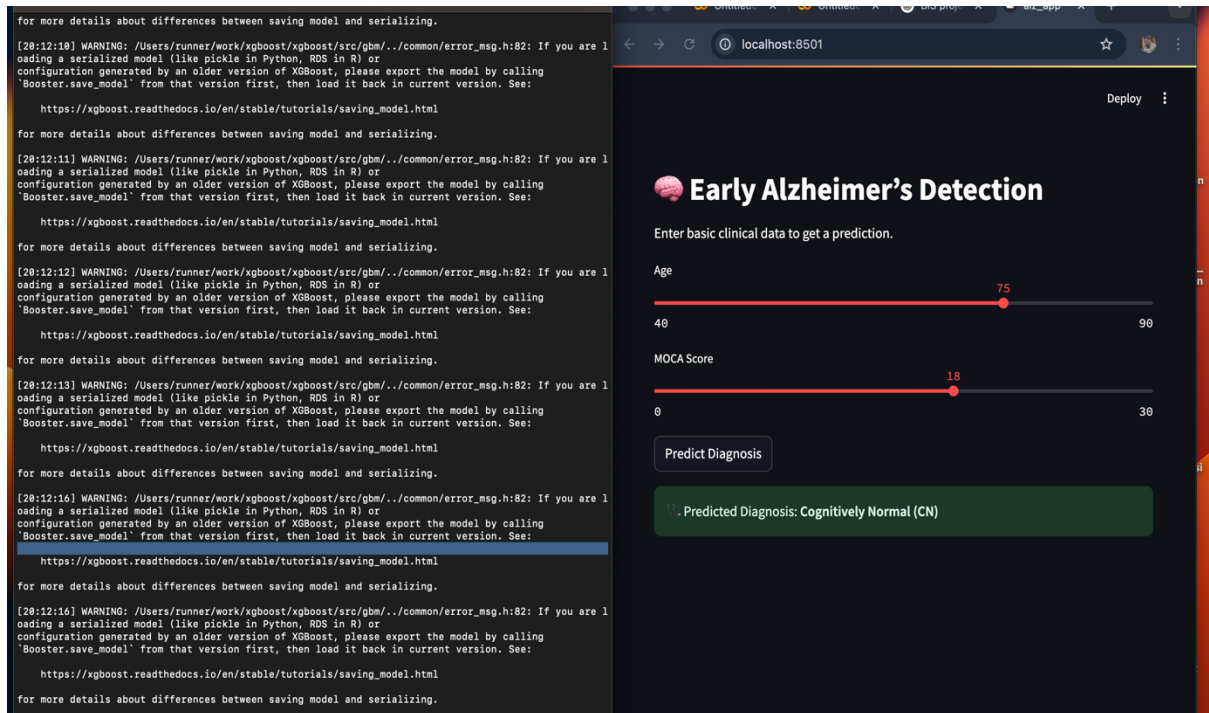 for more details about differences between saving model and serializing.
[20:12:10] WARNING: /Users/runner/work/xgboost/xgboost/src/gbm/../common/error_msg.h:82: If you are l
oading a serialized model (like pickle in Python, RDS in R) or
configuration generated by an older version of XGBoost, please export the model by calling
`Booster.save_model` from that version first, then load it back in current version. See:
https://xgboost.readthedocs.io/en/stable/tutorials/saving_model.html
for more details about differences between saving model and serializing.
[20:12:11] WARNING: /Users/runner/work/xgboost/xgboost/src/gbm/../common/error_msg.h:82: If you are l
oading a serialized model (like pickle in Python, RDS in R) or
configuration generated by an older version of XGBoost, please export the model by calling
`Booster.save_model` from that version first, then load it back in current version. See:
https://xgboost.readthedocs.io/en/stable/tutorials/saving_model.html
for more details about differences between saving model and serializing.
[20:12:12] WARNING: /Users/runner/work/xgboost/xgboost/src/gbm/../common/error_msg.h:82: If you are l
oading a serialized model (like pickle in Python, RDS in R) or
configuration generated by an older version of XGBoost, please export the model by calling
`Booster.save_model` from that version first, then load it back in current version. See:
https://xgboost.readthedocs.io/en/stable/tutorials/saving_model.html
for more details about differences between saving model and serializing.
[20:12:13] WARNING: /Users/runner/work/xgboost/xgboost/src/gbm/../common/error_msg.h:82: If you are l
oading a serialized model (like pickle in Python, RDS in R) or
configuration generated by an older version of XGBoost, please export the model by calling
`Booster.save_model` from that version first, then load it back in current version. See:
https://xgboost.readthedocs.io/en/stable/tutorials/saving_model.html
for more details about differences between saving model and serializing.
[20:12:16] WARNING: /Users/runner/work/xgboost/xgboost/src/gbm/../common/error_msg.h:82: If you are l
oading a serialized model (like pickle in Python, RDS in R) or
configuration generated by an older version of XGBoost, please export the model by calling
`Booster.save_model` from that version first, then load it back in current version. See:
https://xgboost.readthedocs.io/en/stable/tutorials/saving_model.html
for more details about differences between saving model and serializing.
[20:12:16] WARNING: /Users/runner/work/xgboost/xgboost/src/gbm/../common/error_msg.h:82: If you are l
oading a serialized model (like pickle in Python, RDS in R) or
configuration generated by an older version of XGBoost, please export the model by calling
`Booster.save_model` from that version first, then load it back in current version. See:
https://xgboost.readthedocs.io/en/stable/tutorials/saving_model.html
for more details about differences between saving model and serializing.
localhost:8501
Deploy
Early Alzheimer's Detection
Enter basic clinical data to get a prediction.
Age
75
40 90
MOCA Score
18
0 30
Predict Diagnosis
Predicted Diagnosis: Cognitively Normal (CN)